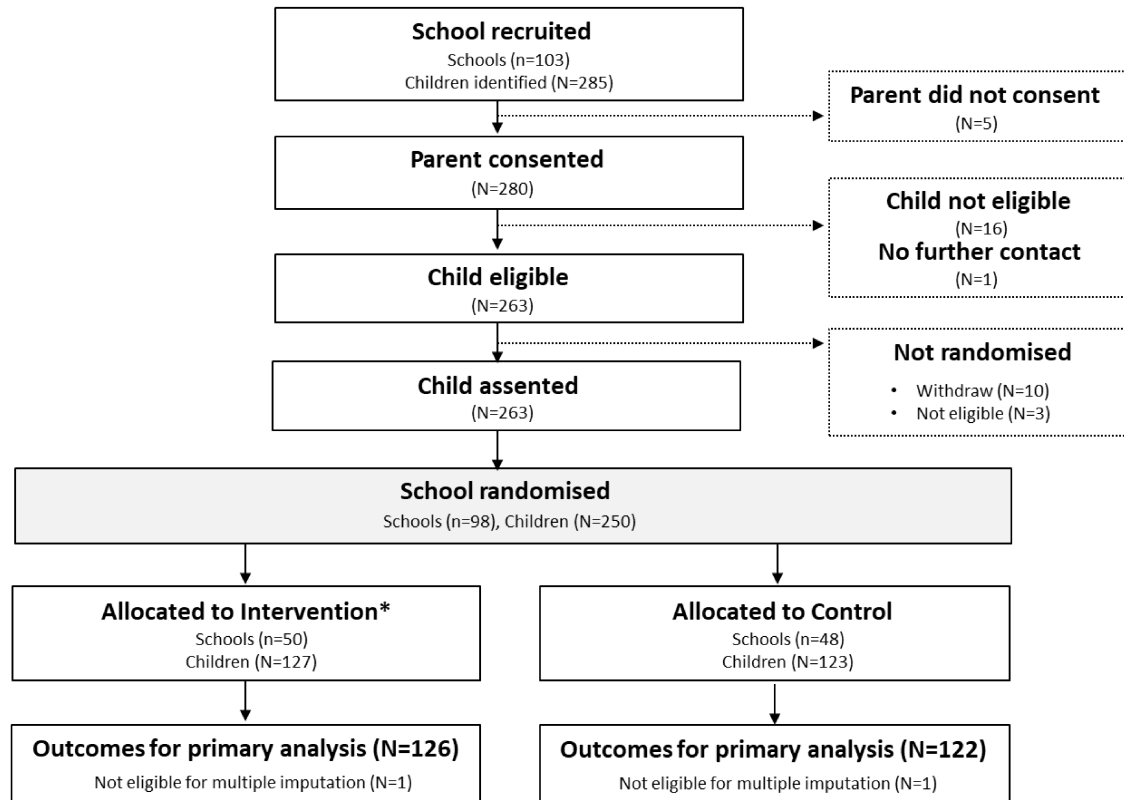 School recruited
Schools (n=103)
Children identified (N=285)
Parent did not consent
(N=5)
Parent consented
(N=280)
Child not eligible
(N=16)
No further contact
(N=1)
Child eligible
(N=263)
Not randomised
• Withdraw (N=10)
• Not eligible (N=3)
Child assented
(N=263)
School randomised
Schools (n=98), Children (N=250)
Allocated to Intervention*
Schools (n=50)
Children (N=127)
Allocated to Control
Schools (n=48)
Children (N=123)
Outcomes for primary analysis (N=126)
Not eligible for multiple imputation (N=1)
Outcomes for primary analysis (N=122)
Not eligible for multiple imputation (N=1)